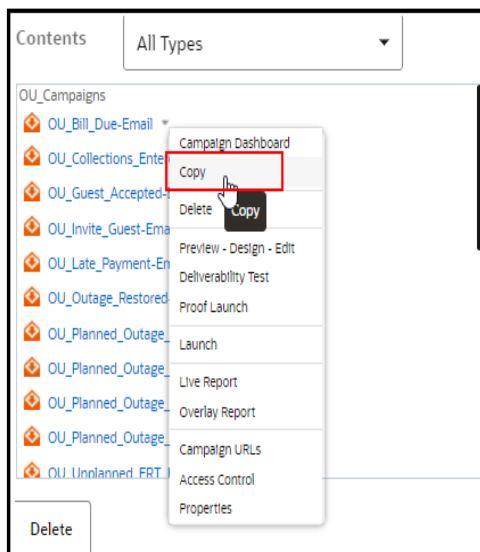 Contents
All Types
OU_Campaigns
OU_Bill_Due-Email
OU_Collections_Ente
OU_Guest_Accepted-
OU_Invite_Guest-Ema
OU_Late_Payment-Em
OU_Outage_Restored-
OU_Planned_Outage_
OU_Planned_Outage_
OU_Planned_Outage_
OU_Planned_Outage_
OU_Unplanned_ERT_
Campaign Dashboard
Copy
Delete
Copy
Preview - Design - Edit
Deliverability Test
Proof Launch
Launch
Live Report
Overlay Report
Campaign URLs
Access Control
Properties
Delete